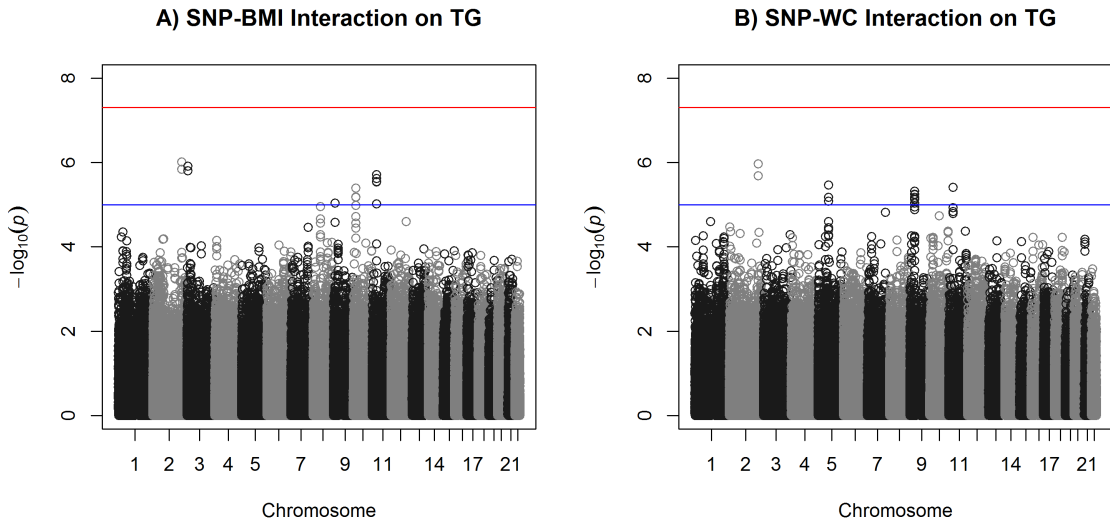 A) SNP-BMI Interaction on TG
B) SNP-WC Interaction on TG
8
6
4
2
0
−log10(p)
1 2 3 4 5 7 9 11 14 17 21
Chromosome
8
6
4
2
0
−log10(p)
1 2 3 4 5 7 9 11 14 17 21
Chromosome